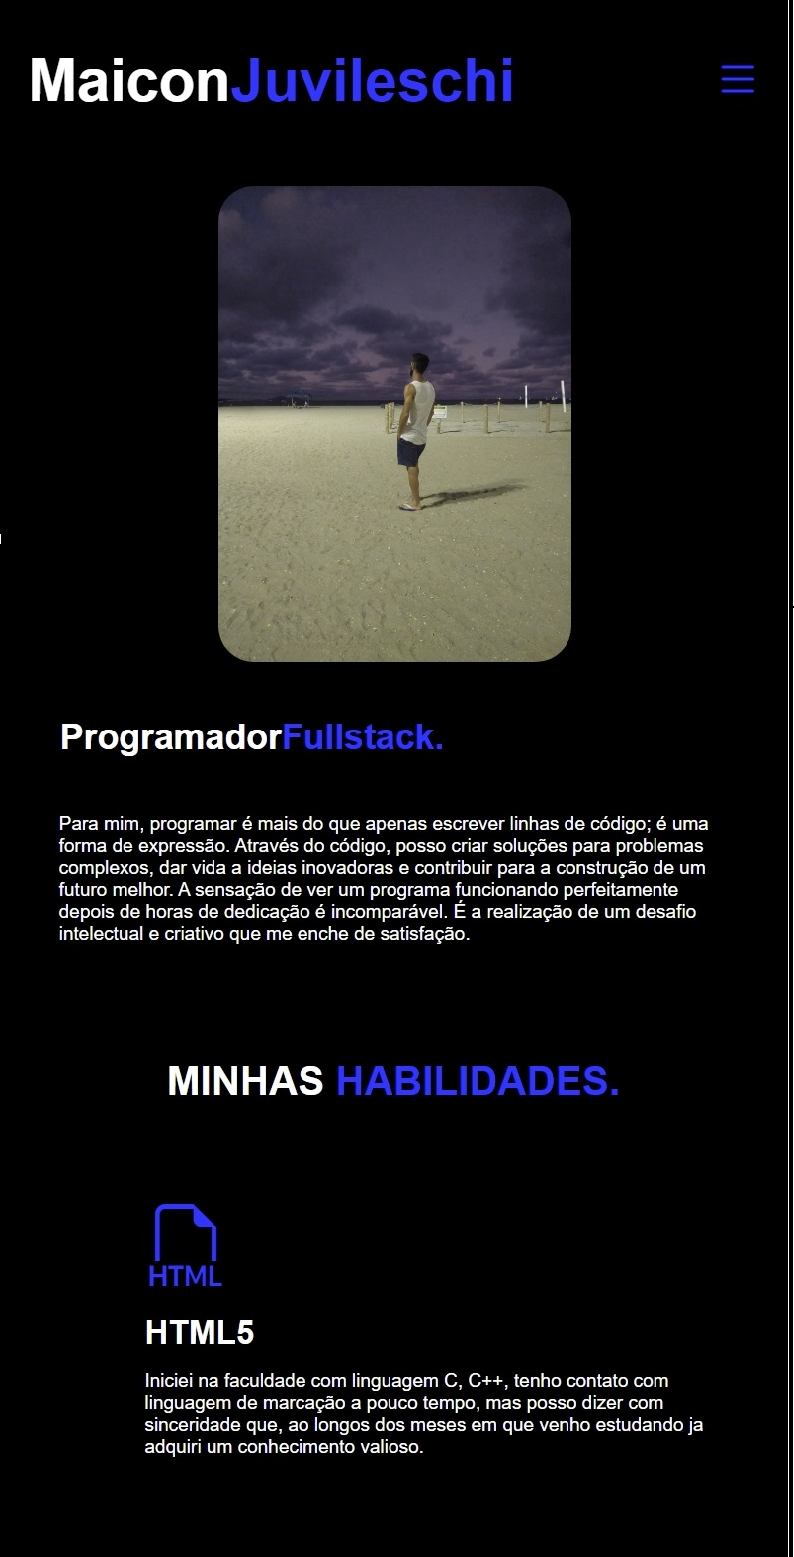 MaiconJuvileschi
ProgramadorFullstack.
Para mim, programar é mais do que apenas escrever linhas de código; é uma
forma de expressão. Através do código, posso criar soluções para problemas
complexos, dar vida a ideias inovadoras e contribuir para a construção de um
futuro melhor. A sensação de ver um programa funcionando perfeitamente
depois de horas de dedicação é incomparável. É a realização de um desafio
intelectual e criativo que me enche de satisfação.
MINHAS HABILIDADES.
HTML
HTML5
Iniciei na faculdade com linguagem C, C++, tenho contato com
linguagem de marcação a pouco tempo, mas posso dizer com
sinceridade que, ao longos dos meses em que venho estudando ja
adquiri um conhecimento valioso.